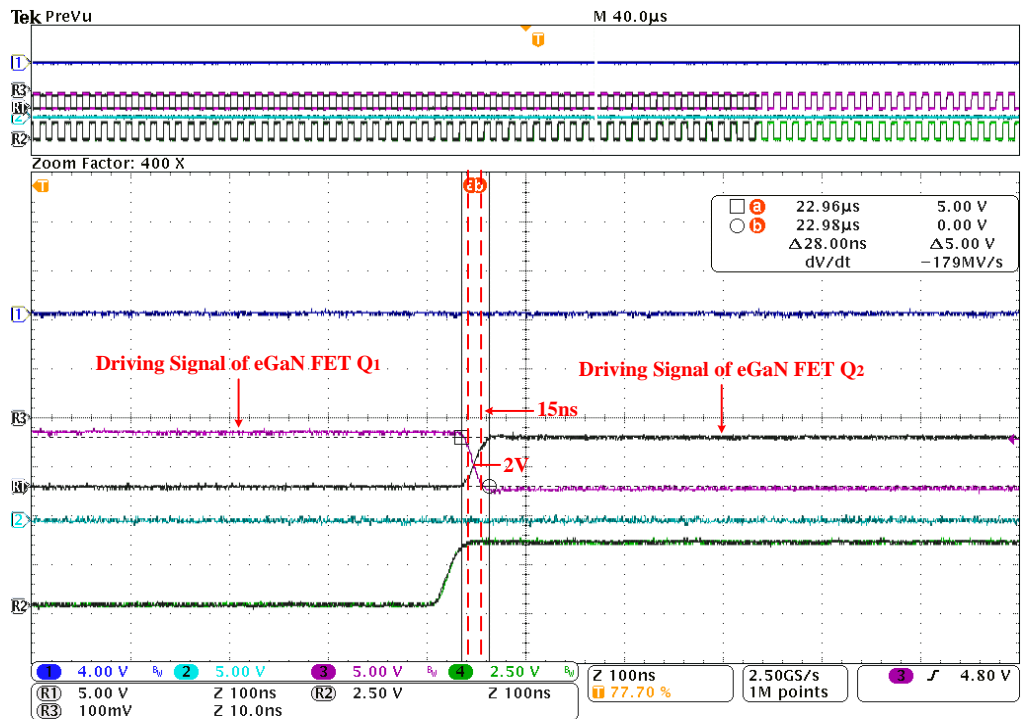 Tek PreVu M 40.0µs
T
1
R3
R1
2
R2
Zoom Factor: 400 X
T
a b
a 22.96µs 5.00 V
b 22.98µs 0.00 V
Δ28.00ns Δ5.00 V
dV/dt −179MV/s
1
Driving Signal of eGaN FET Q1
Driving Signal of eGaN FET Q2
R3
15ns
2V
R1
2
R2
1 4.00 V BW 2 5.00 V 3 5.00 V BW 4 2.50 V BW
R1 5.00 V Z 100ns R2 2.50 V Z 100ns
R3 100mV Z 10.0ns
Z 100ns
T 77.70 %
2.50GS/s
1M points
3 4.80 V